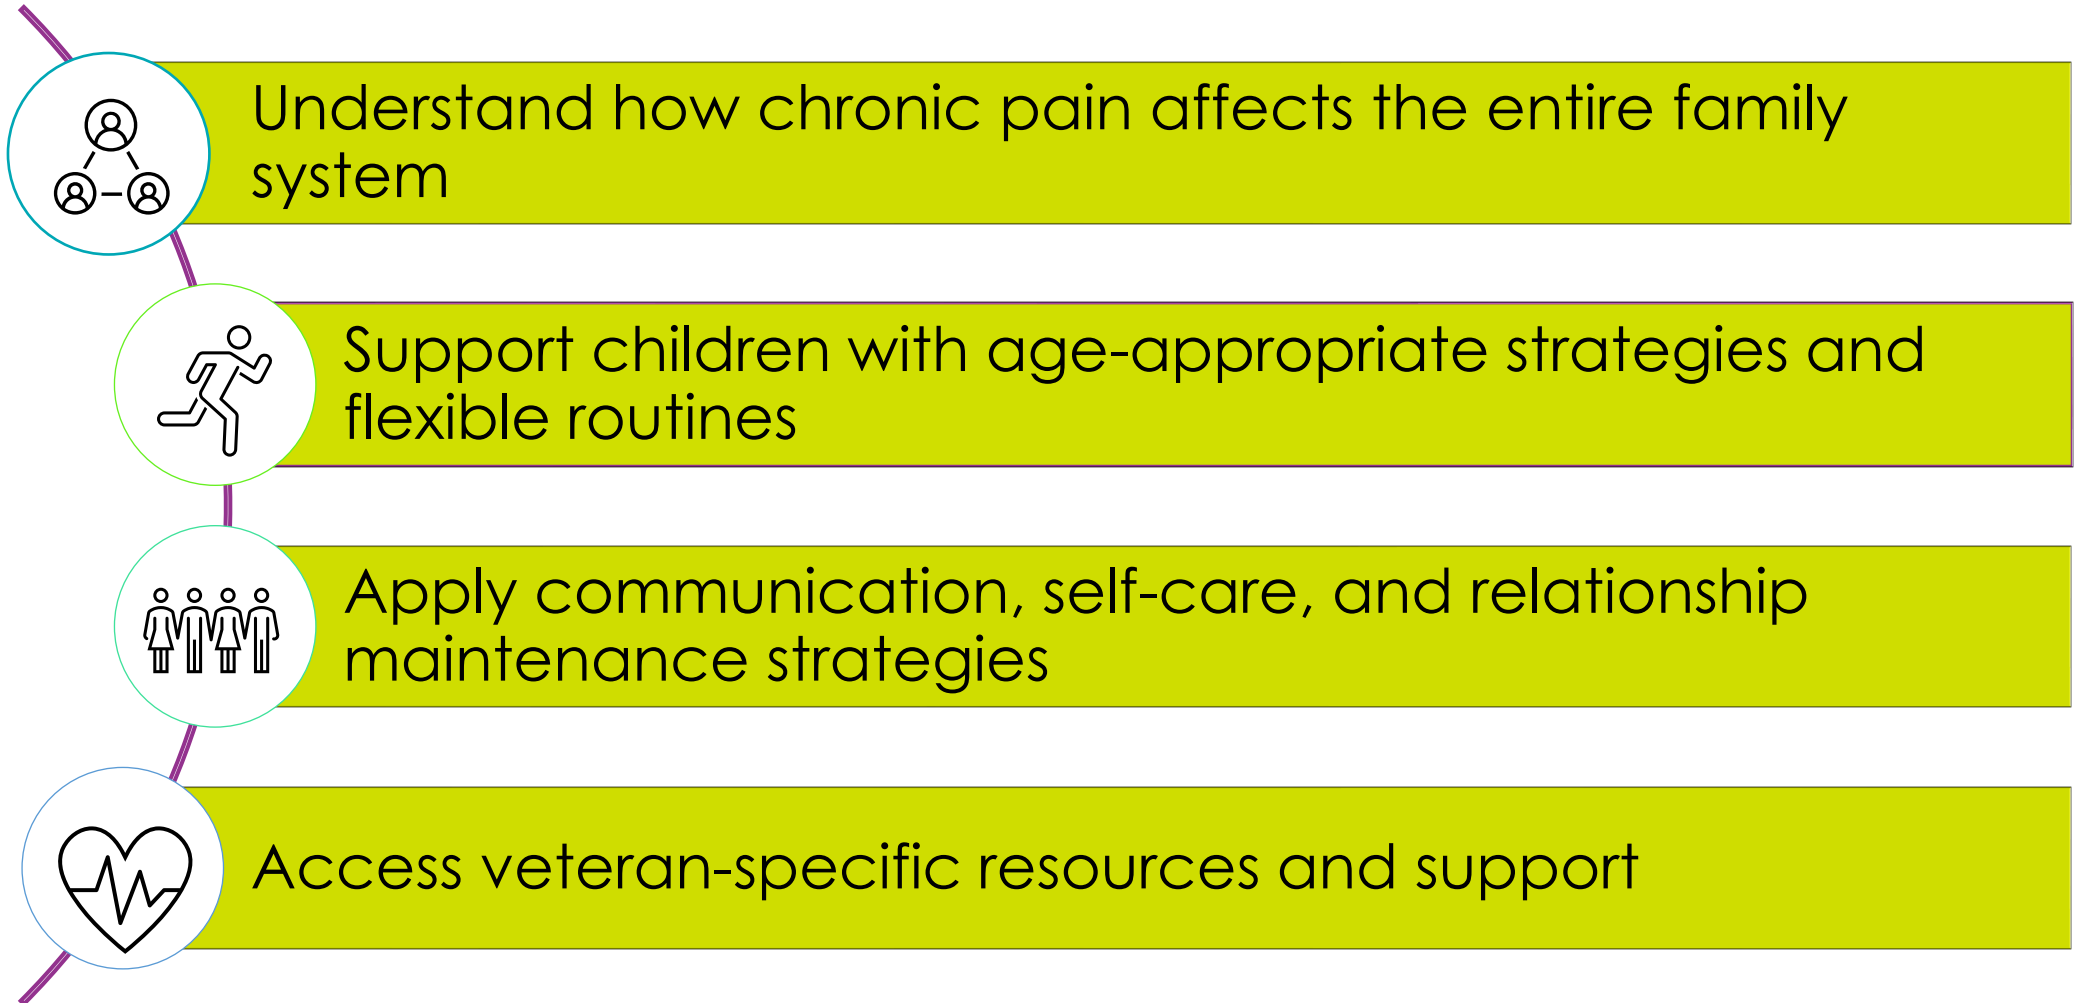 Understand how chronic pain affects the entire family
system
Support children with age-appropriate strategies and
flexible routines
Apply communication, self-care, and relationship
maintenance strategies
Access veteran-specific resources and support